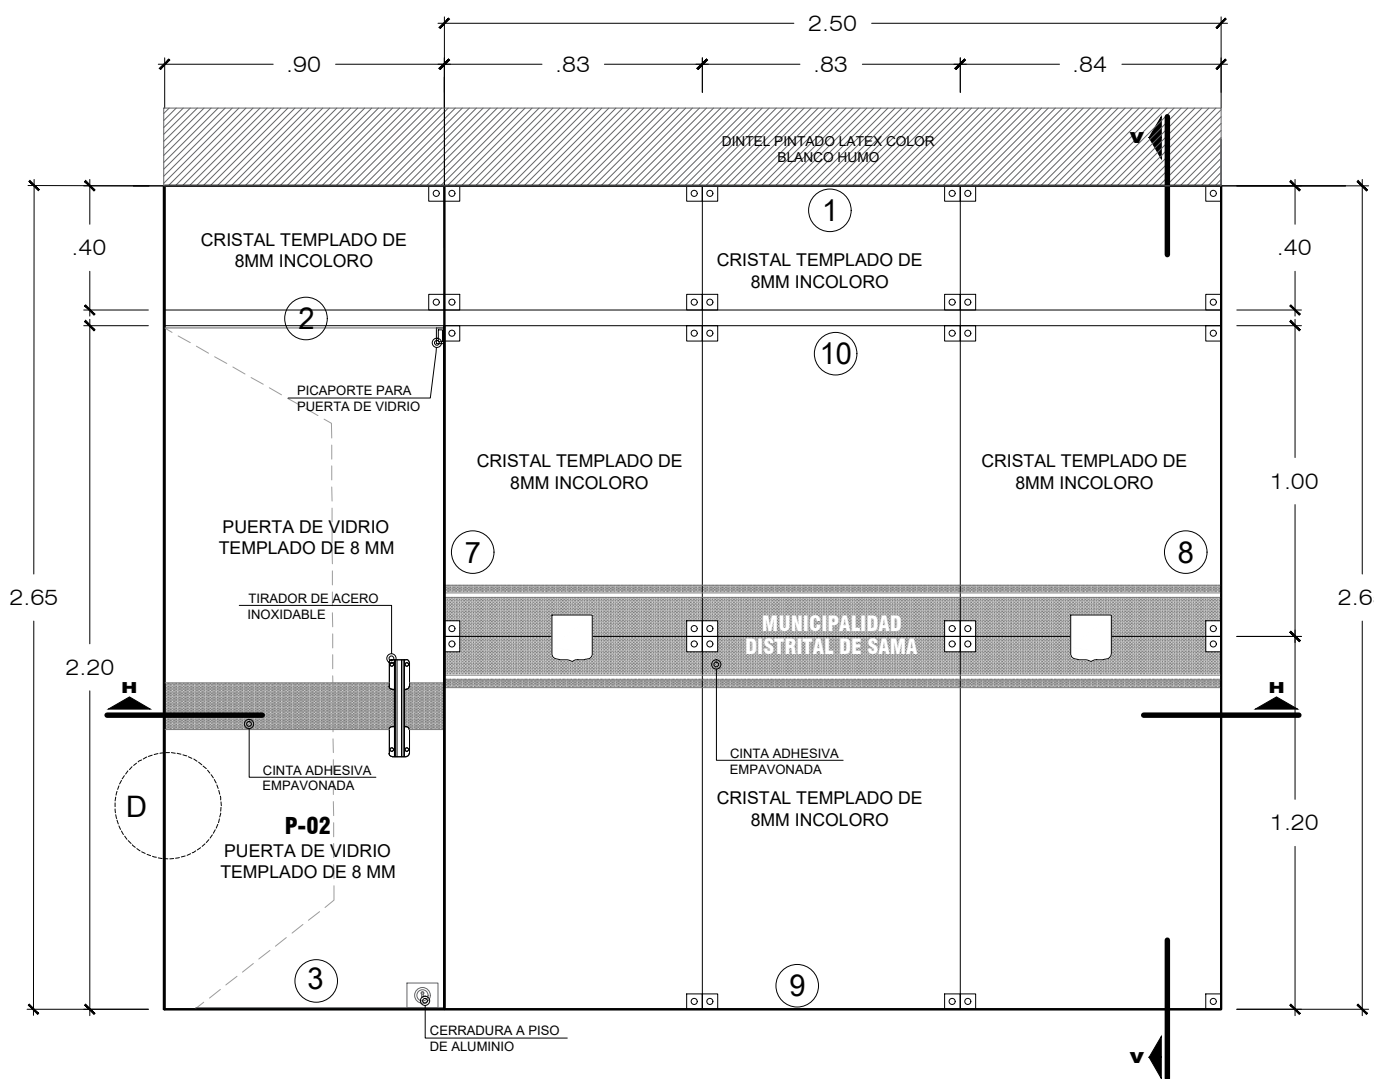 2.50
.90
.83
.83
.84
DINTEL PINTADO LATEX COLOR
BLANCO HUMO
V
1
CRISTAL TEMPLADO DE
8MM INCOLORO
CRISTAL TEMPLADO DE
8MM INCOLORO
.40
.40
2
10
PICAPORTE PARA
PUERTA DE VIDRIO
CRISTAL TEMPLADO DE
8MM INCOLORO
CRISTAL TEMPLADO DE
8MM INCOLORO
1.00
PUERTA DE VIDRIO
TEMPLADO DE 8 MM
7
8
2.65
TIRADOR DE ACERO
INOXIDABLE
MUNICIPALIDAD
DISTRITAL DE SAMA
2.6
2.20
H
H
CINTA ADHESIVA
EMPAVONADA
CINTA ADHESIVA
EMPAVONADA
CRISTAL TEMPLADO DE
8MM INCOLORO
D
P-02
PUERTA DE VIDRIO
TEMPLADO DE 8 MM
1.20
3
9
CERRADURA A PISO
DE ALUMINIO
V